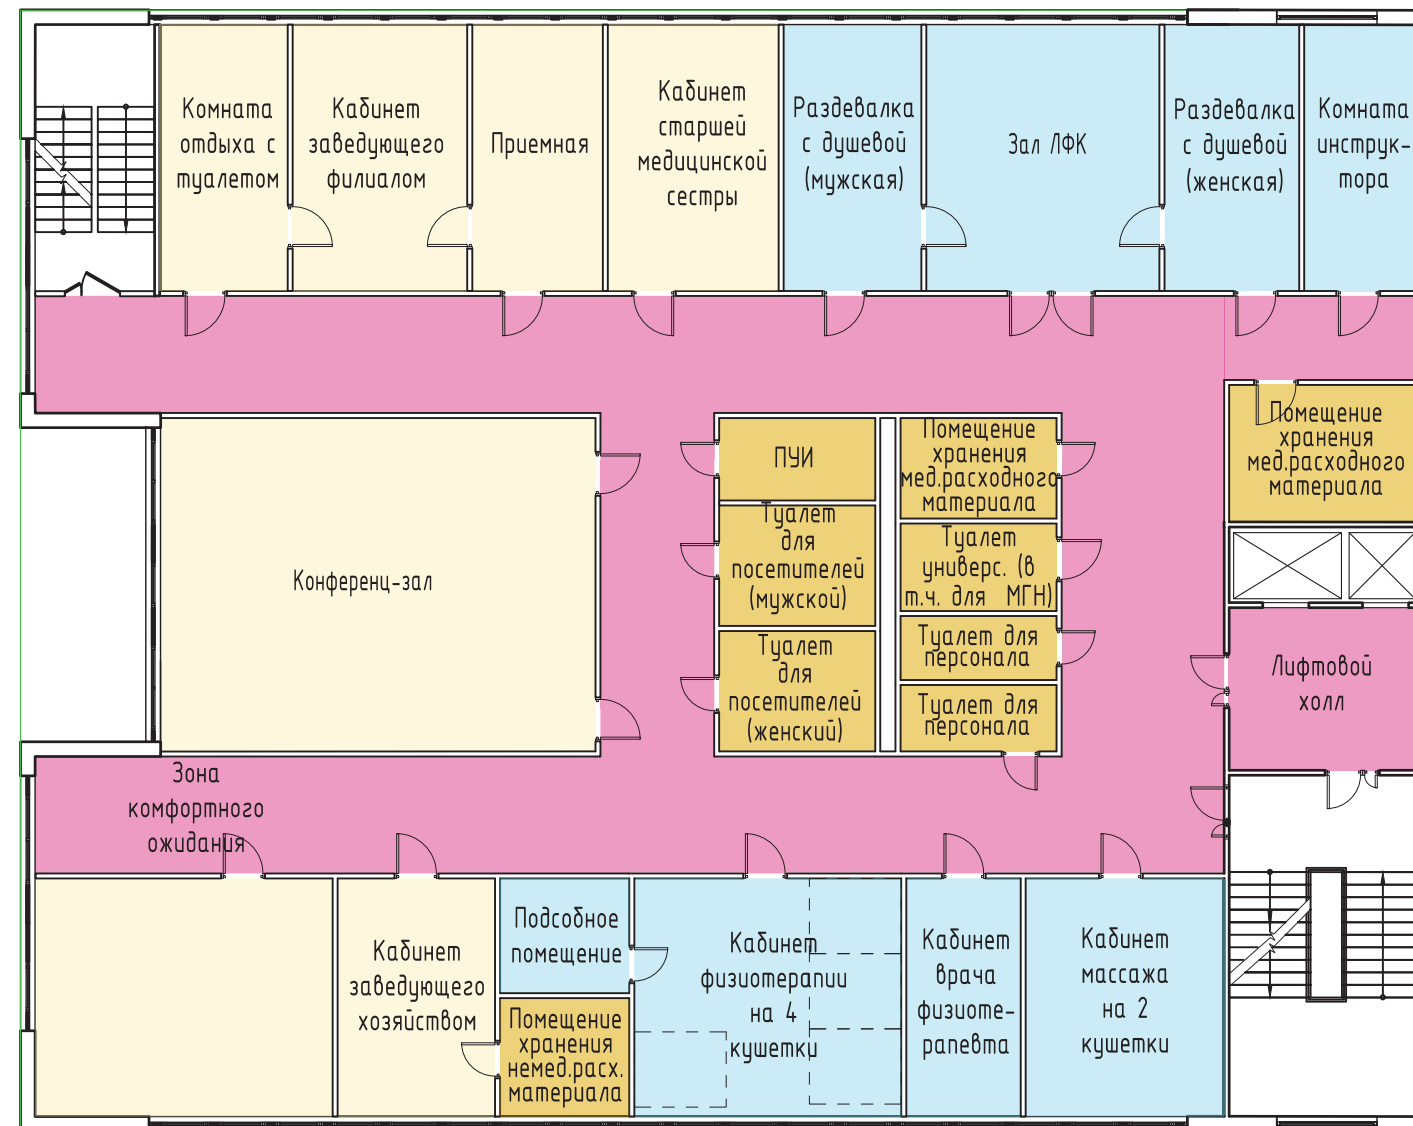 Комната
отдыха с
туалетом
Кабинет
заведующего
филиалом
Приемная
Кабинет
старшей
медицинской
сестры
Раздевалка
с душевой
(мужская)
Зал ЛФК
Раздевалка
с душевой
(женская)
Комната
инструк-
тора
Помещение
хранения
мед.расходного
материала
ПУИ
Помещение
хранения
мед.расходного
материала
Туалет
для
посетителей
(мужской)
Туалет
универс. (в
т.ч. для МГН)
Конференц-зал
Туалет для
персонала
Туалет
для
посетителей
(женский)
Туалет для
персонала
Лифтовой
холл
Зона
комфортного
ожидания
Кабинет
заведующего
хозяйством
Подсобное
помещение
Помещение
хранения
немед.расх.
материала
Кабинет
физиотерапии
на 4
кушетки
Кабинет
врача
физиоте-
рапевта
Кабинет
массажа
на 2
кушетки